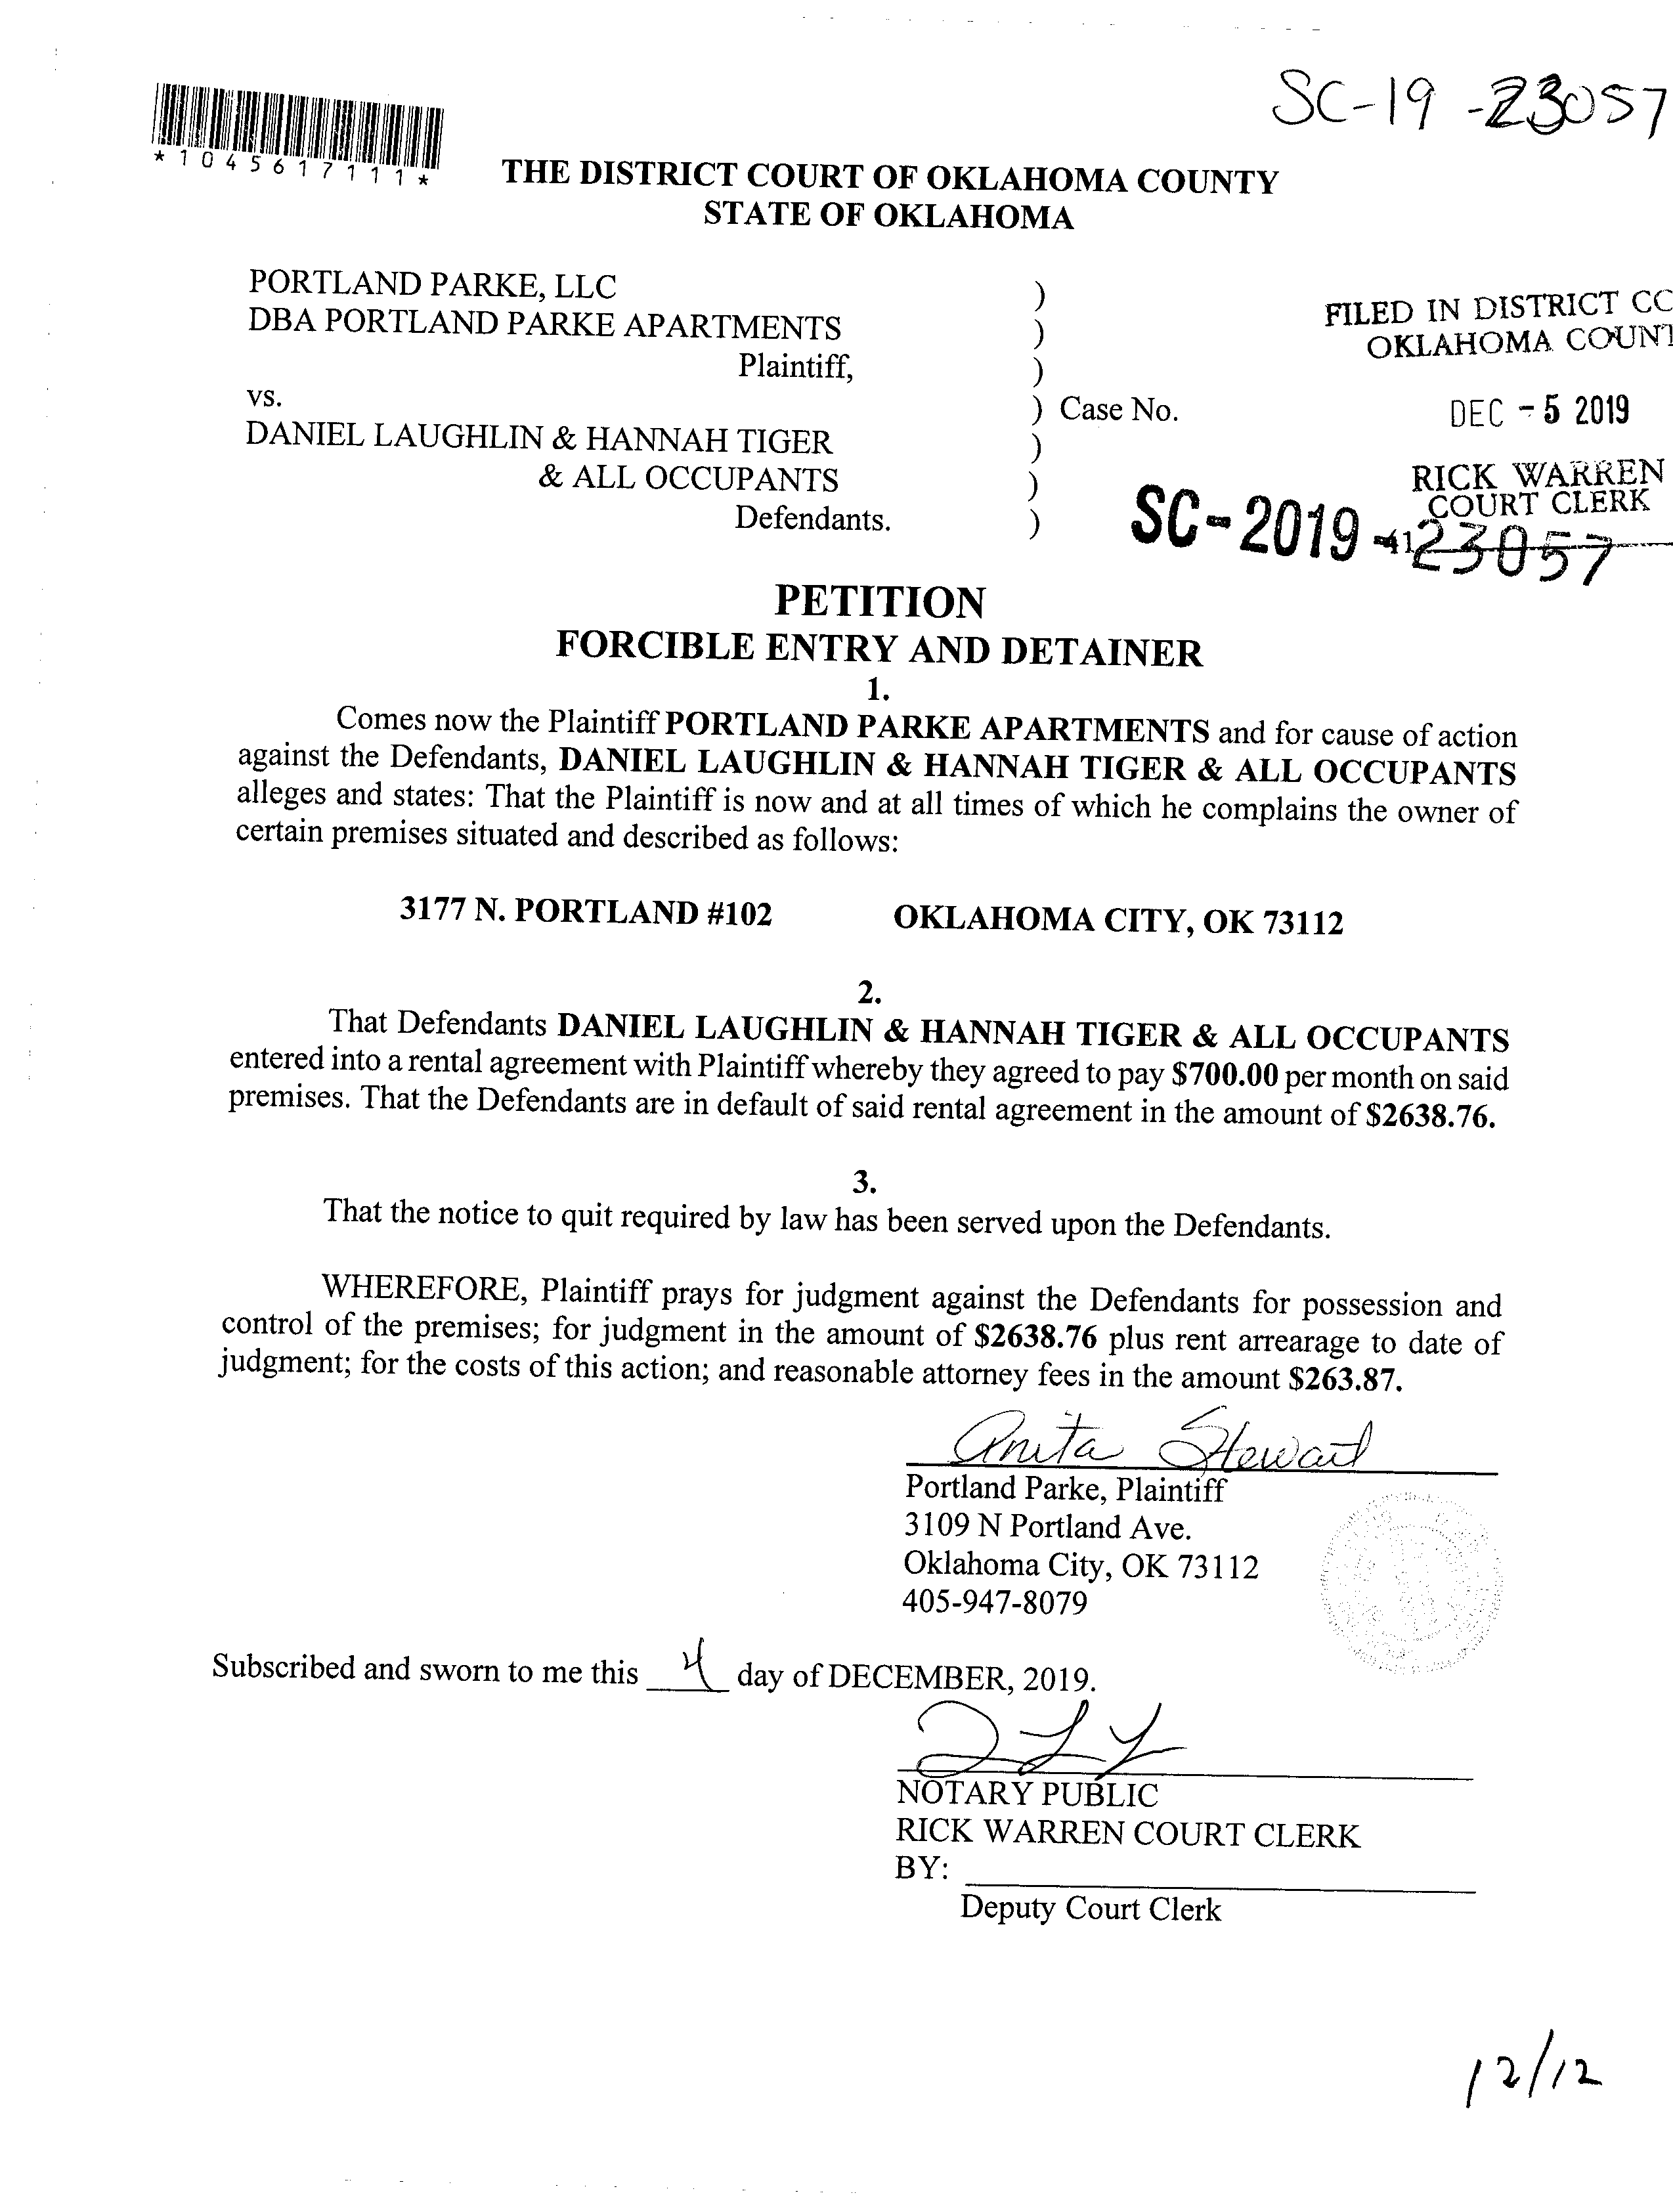 SC-19-23057
*1045617111*
THE DISTRICT COURT OF OKLAHOMA COUNTY
STATE OF OKLAHOMA
PORTLAND PARKE, LLC )
DBA PORTLAND PARKE APARTMENTS )
Plaintiff, )
vs. ) Case No.
DANIEL LAUGHLIN & HANNAH TIGER )
& ALL OCCUPANTS )
Defendants. )
FILED IN DISTRICT
OKLAHOMA
DEC - 5 2019
RICK WARREN
COURT CLERK
SC-2019-23057
PETITION
FORCIBLE ENTRY AND DETAINER
1.
Comes now the Plaintiff PORTLAND PARKE APARTMENTS and for cause of action
against the Defendants, DANIEL LAUGHLIN & HANNAH TIGER & ALL OCCUPANTS
alleges and states: That the Plaintiff is now and at all times of which he complains the owner of
certain premises situated and described as follows:
3177 N. PORTLAND #102 OKLAHOMA CITY, OK 73112
2.
That Defendants DANIEL LAUGHLIN & HANNAH TIGER & ALL OCCUPANTS
entered into a rental agreement with Plaintiff whereby they agreed to pay $700.00 per month on said
premises. That the Defendants are in default of said rental agreement in the amount of $2638.76.
3.
That the notice to quit required by law has been served upon the Defendants.
WHEREFORE, Plaintiff prays for judgment against the Defendants for possession and
control of the premises; for judgment in the amount of $2638.76 plus rent arrearage to date of
judgment; for the costs of this action; and reasonable attorney fees in the amount $263.87.
Anita Stewart
Portland Parke, Plaintiff
3109 N Portland Ave.
Oklahoma City, OK 73112
405-947-8079
Subscribed and sworn to me this 4 day of DECEMBER, 2019.
NOTARY PUBLIC
RICK WARREN COURT CLERK
BY:
Deputy Court Clerk
12/12